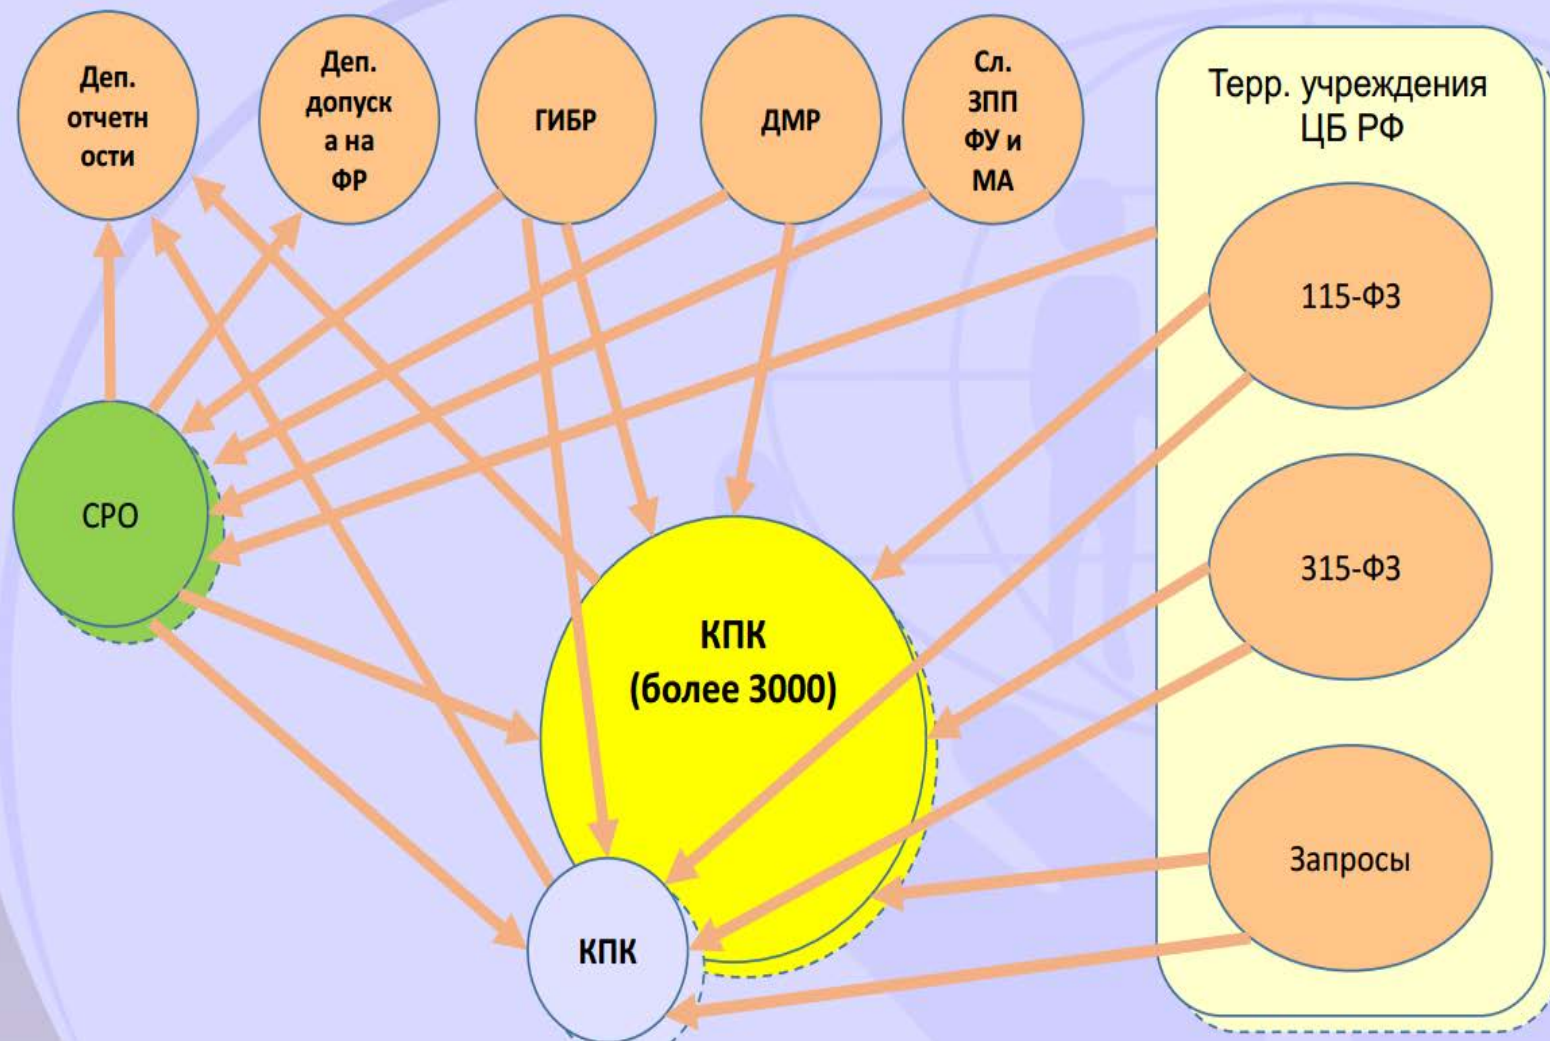 Деп.
отчетн
ости
Деп.
допуск
а на
ФР
ГИБР
ДМР
Сл.
ЗПП
ФУ и
МА
Терр. учреждения
ЦБ РФ
115-ФЗ
315-ФЗ
Запросы
СРО
КПК
(более 3000)
КПК